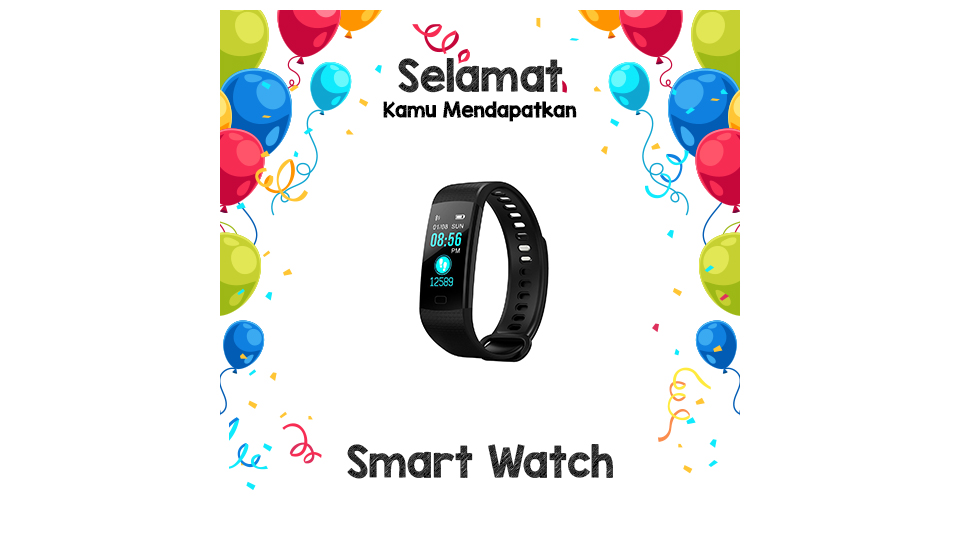 Selamat
Kamu Mendapatkan
01/08 SUN
08:56
PM
12589
Smart Watch